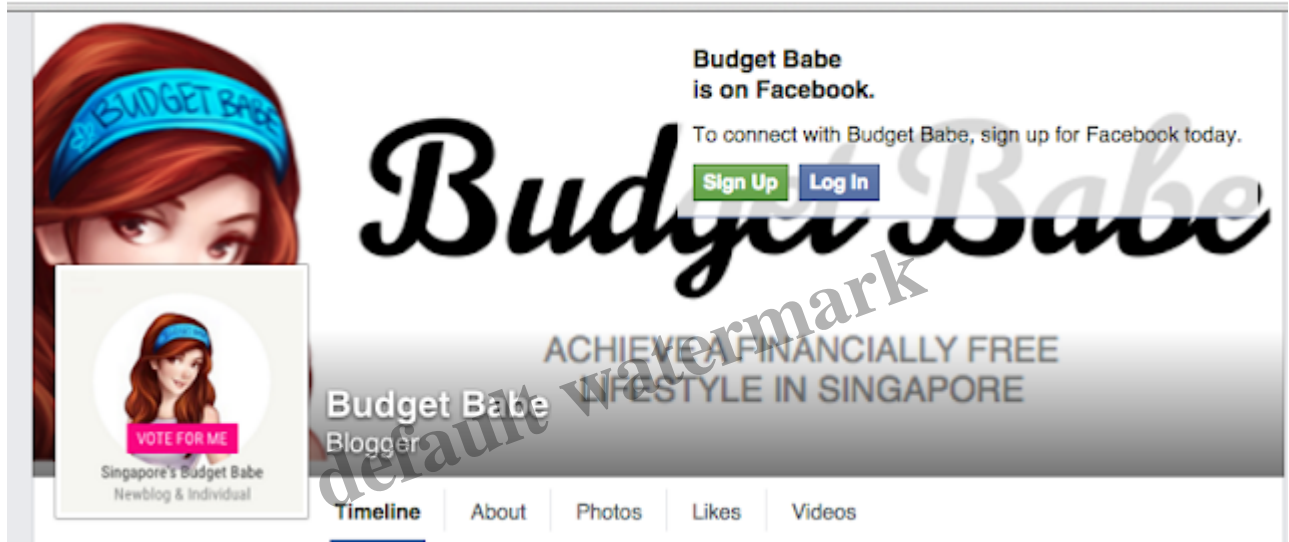 BUDGET BABE
Budget Babe
is on Facebook.
To connect with Budget Babe, sign up for Facebook today.
Sign Up
Log In
Budget Babe
ACHIEVE A FINANCIALLY FREE
LIFESTYLE IN SINGAPORE
Budget Babe
Blogger
VOTE FOR ME
Singapore's Budget Babe
Newblog & Individual
default watermark
Timeline
About
Photos
Likes
Videos